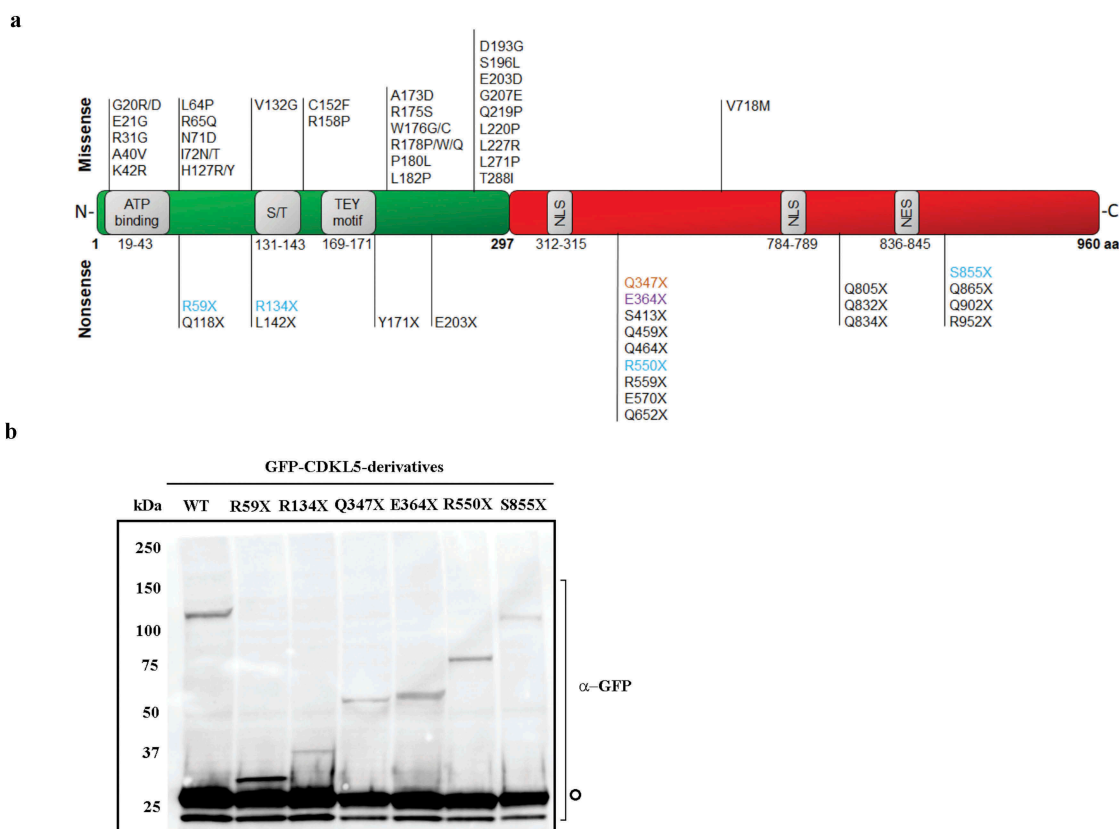 a
Missense
G20R/D
E21G
R31G
A40V
K42R
L64P
R65Q
N71D
I72N/T
H127R/Y
V132G
C152F
R158P
A173D
R175S
W176G/C
R178P/W/Q
P180L
L182P
D193G
S196L
E203D
G207E
Q219P
L220P
L227R
L271P
T288I
V718M
N-
ATP
binding
S/T
TEY
motif
NLS
NLS
NES
-C
1
19-43
131-143
169-171
297
312-315
784-789
836-845
960 aa
Nonsense
R59X
Q118X
R134X
L142X
Y171X
E203X
Q347X
E364X
S413X
Q459X
Q464X
R550X
R559X
E570X
Q652X
Q805X
Q832X
Q834X
S855X
Q865X
Q902X
R952X
b
GFP-CDKL5-derivatives
kDa WT R59X R134X Q347X E364X R550X S855X
250
150
100
75
50
37
25
α–GFP